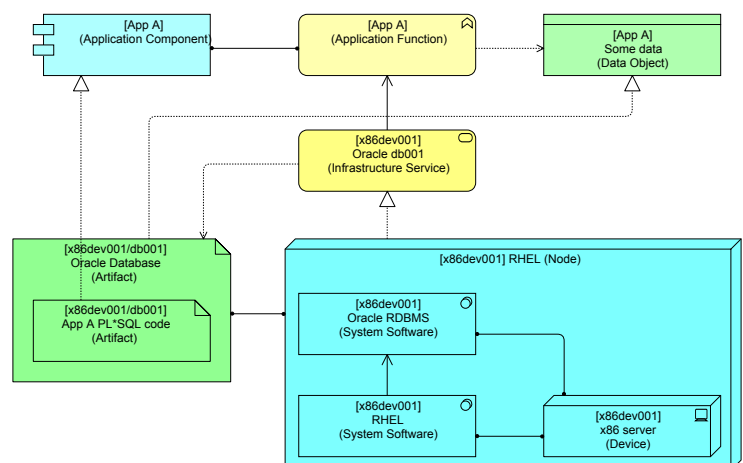 [App A]
(Application Component)
[App A]
(Application Function)
[App A]
Some data
(Data Object)
[x86dev001]
Oracle db001
(Infrastructure Service)
[x86dev001/db001]
Oracle Database
(Artifact)
[x86dev001/db001]
App A PL*SQL code
(Artifact)
[x86dev001] RHEL (Node)
[x86dev001]
Oracle RDBMS
(System Software)
[x86dev001]
RHEL
(System Software)
[x86dev001]
x86 server
(Device)